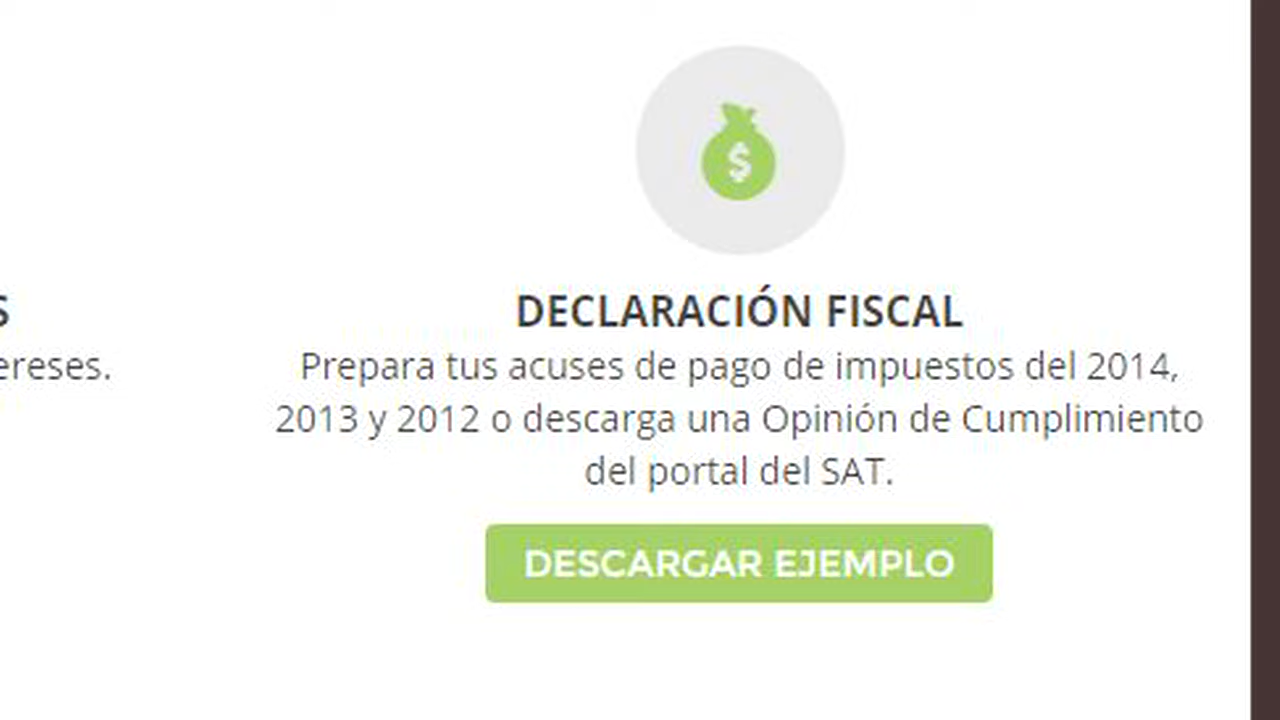 $
DECLARACIÓN FISCAL
Prepara tus acuses de pago de impuestos del 2014,
2013 y 2012 o descarga una Opinión de Cumplimiento
del portal del SAT.
DESCARGAR EJEMPLO